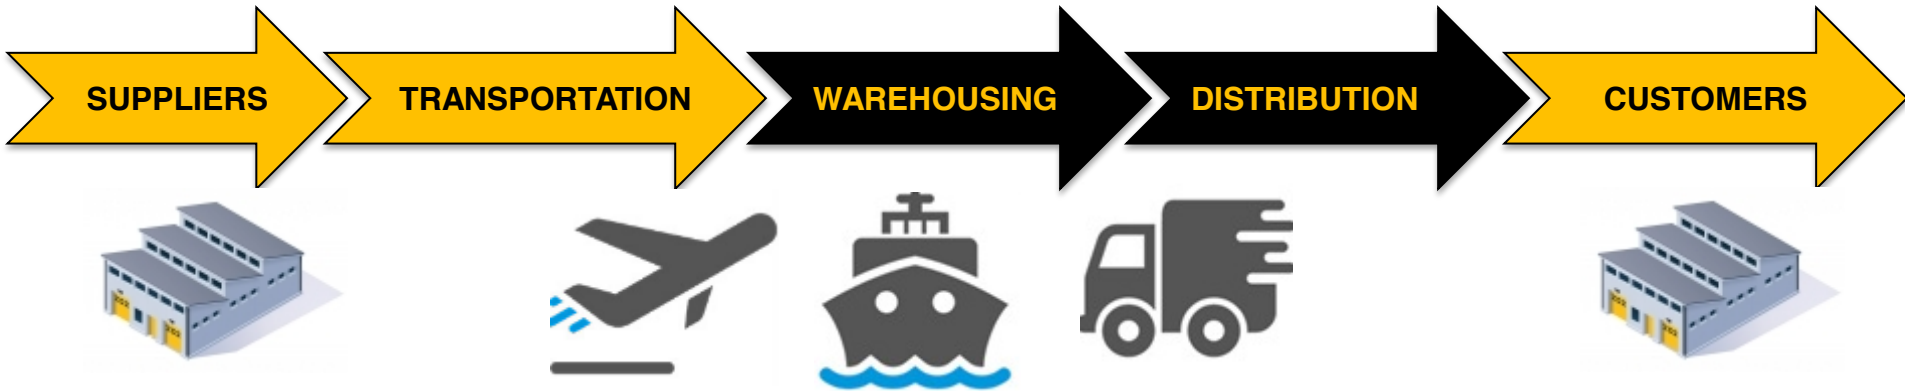 SUPPLIERS
TRANSPORTATION
WAREHOUSING
DISTRIBUTION
CUSTOMERS